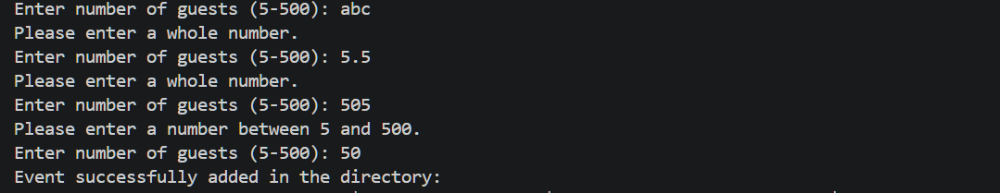 Enter number of guests (5-500): abc
Please enter a whole number.
Enter number of guests (5-500): 5.5
Please enter a whole number.
Enter number of guests (5-500): 505
Please enter a number between 5 and 500.
Enter number of guests (5-500): 50
Event successfully added in the directory: